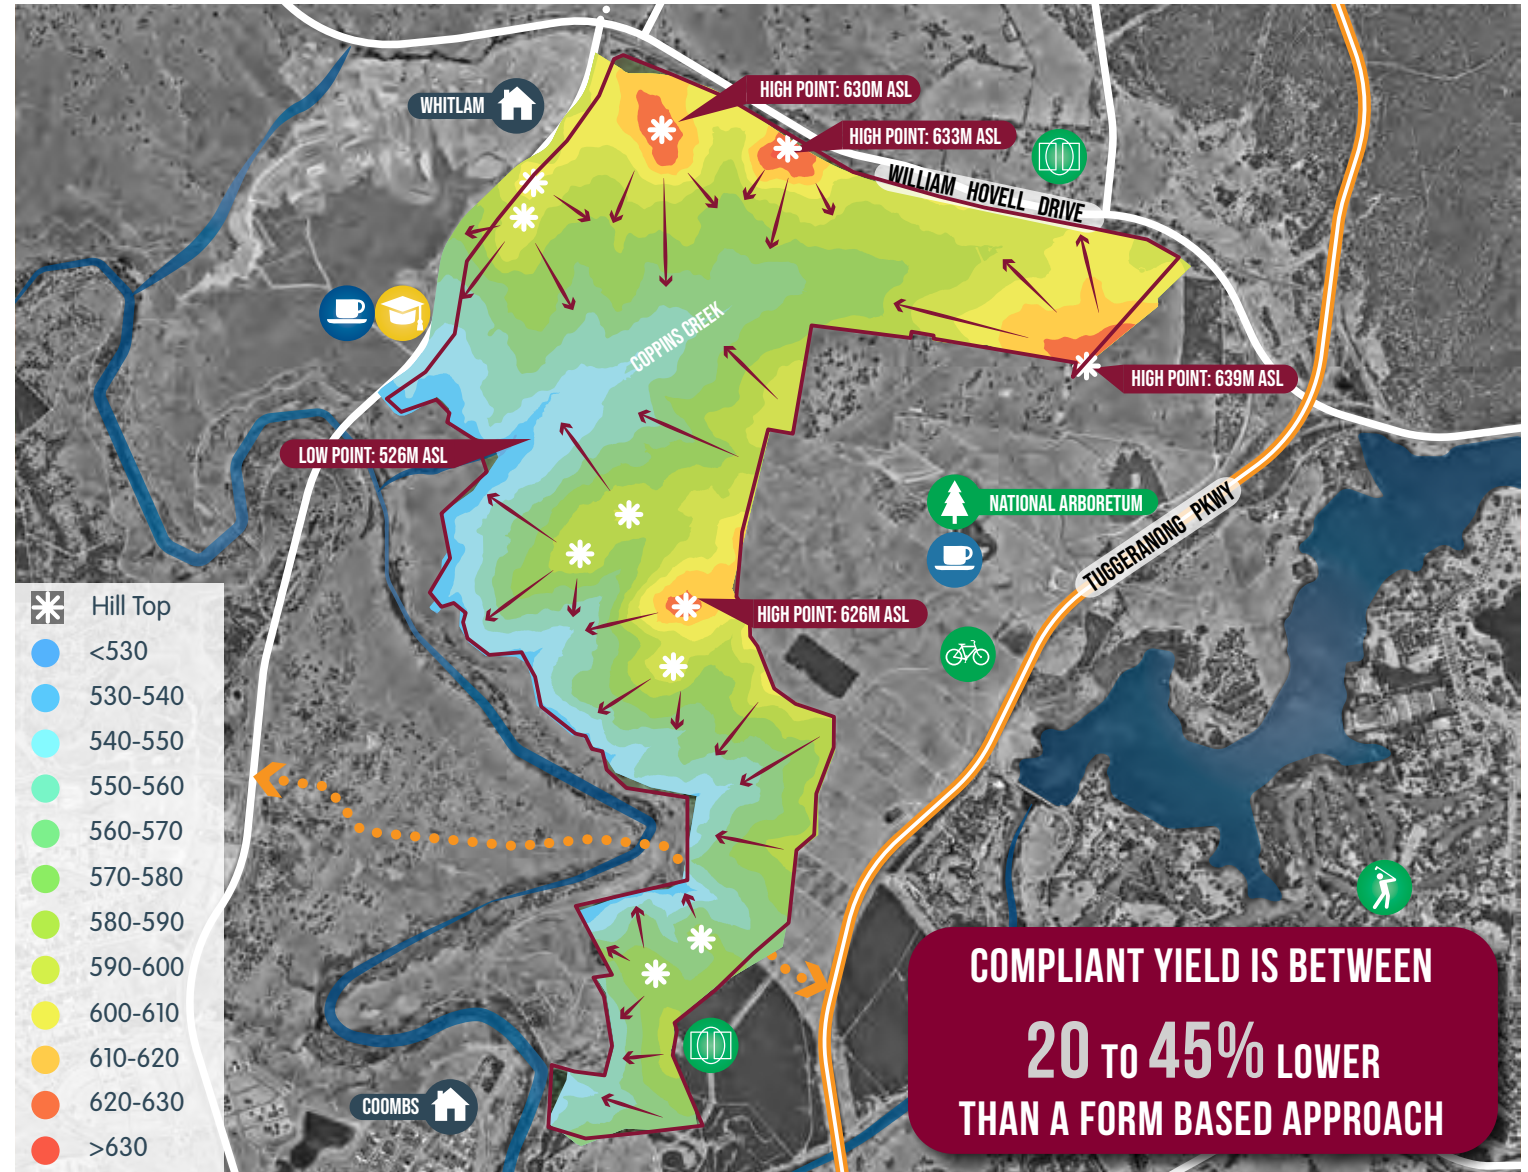 HIGH POINT: 630M ASL
WHITLAM
HIGH POINT: 633M ASL
WILLIAM HOVELL DRIVE
COPPINS CREEK
HIGH POINT: 639M ASL
LOW POINT: 526M ASL
NATIONAL ARBORETUM
TUGGERANONG PKWY
HIGH POINT: 626M ASL
Hill Top
<530
530-540
540-550
550-560
560-570
570-580
580-590
590-600
600-610
610-620
620-630
>630
COOMBS
COMPLIANT YIELD IS BETWEEN
20 TO 45% LOWER
THAN A FORM BASED APPROACH